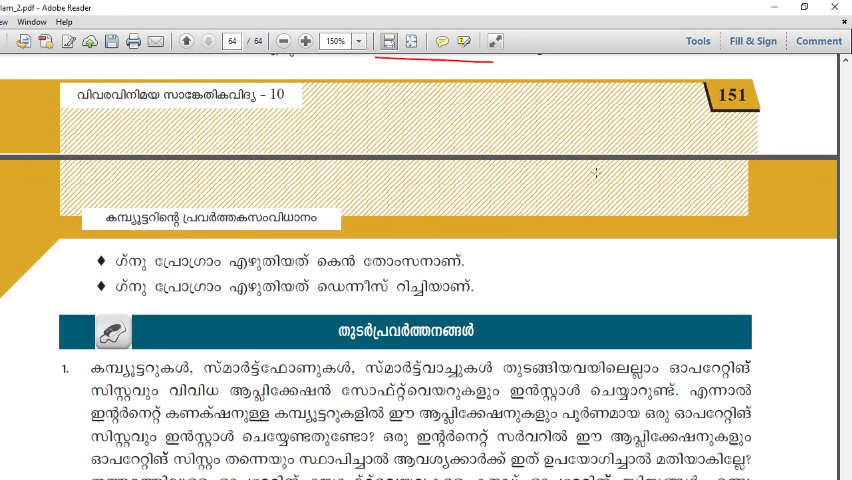 lam_2.pdf - Adobe Reader
ew Window Help
64 / 64 150% Tools Fill & Sign Comment
വിവരവിനിമയ സാങ്കേതികവിദ്യ - 10 151
കമ്പ്യൂട്ടറിന്റെ പ്രവർത്തകസംവിധാനം
♦ ഗ്‌നു പ്രോഗ്രാം എഴുതിയത് കെൻ തോംസനാണ്.
♦ ഗ്‌നു പ്രോഗ്രാം എഴുതിയത് ഡെന്നീസ് റിച്ചിയാണ്.
തുടർപ്രവർത്തനങ്ങൾ
1. കമ്പ്യൂട്ടറുകൾ, സ്മാർട്ട്ഫോണുകൾ, സ്മാർട്ട്‌വാച്ചുകൾ തുടങ്ങിയവയിലെല്ലാം ഓപറേറ്റിങ്
സിസ്റ്റവും വിവിധ ആപ്ലിക്കേഷൻ സോഫ്റ്റ്‌വെയറുകളും ഇൻസ്റ്റാൾ ചെയ്യാറുണ്ട്. എന്നാൽ
ഇന്റർനെറ്റ് കണക്‌ഷനുള്ള കമ്പ്യൂട്ടറുകളിൽ ഈ ആപ്ലിക്കേഷനുകളും പൂർണമായ ഒരു ഓപറേറ്റിങ്
സിസ്റ്റവും ഇൻസ്റ്റാൾ ചെയ്യേണ്ടതുണ്ടോ? ഒരു ഇന്റർനെറ്റ് സർവറിൽ ഈ ആപ്ലിക്കേഷനുകളും
ഓപറേറ്റിങ് സിസ്റ്റം തന്നെയും സ്ഥാപിച്ചാൽ ആവശ്യക്കാർക്ക് ഇത് ഉപയോഗിച്ചാൽ മതിയാകില്ലേ?